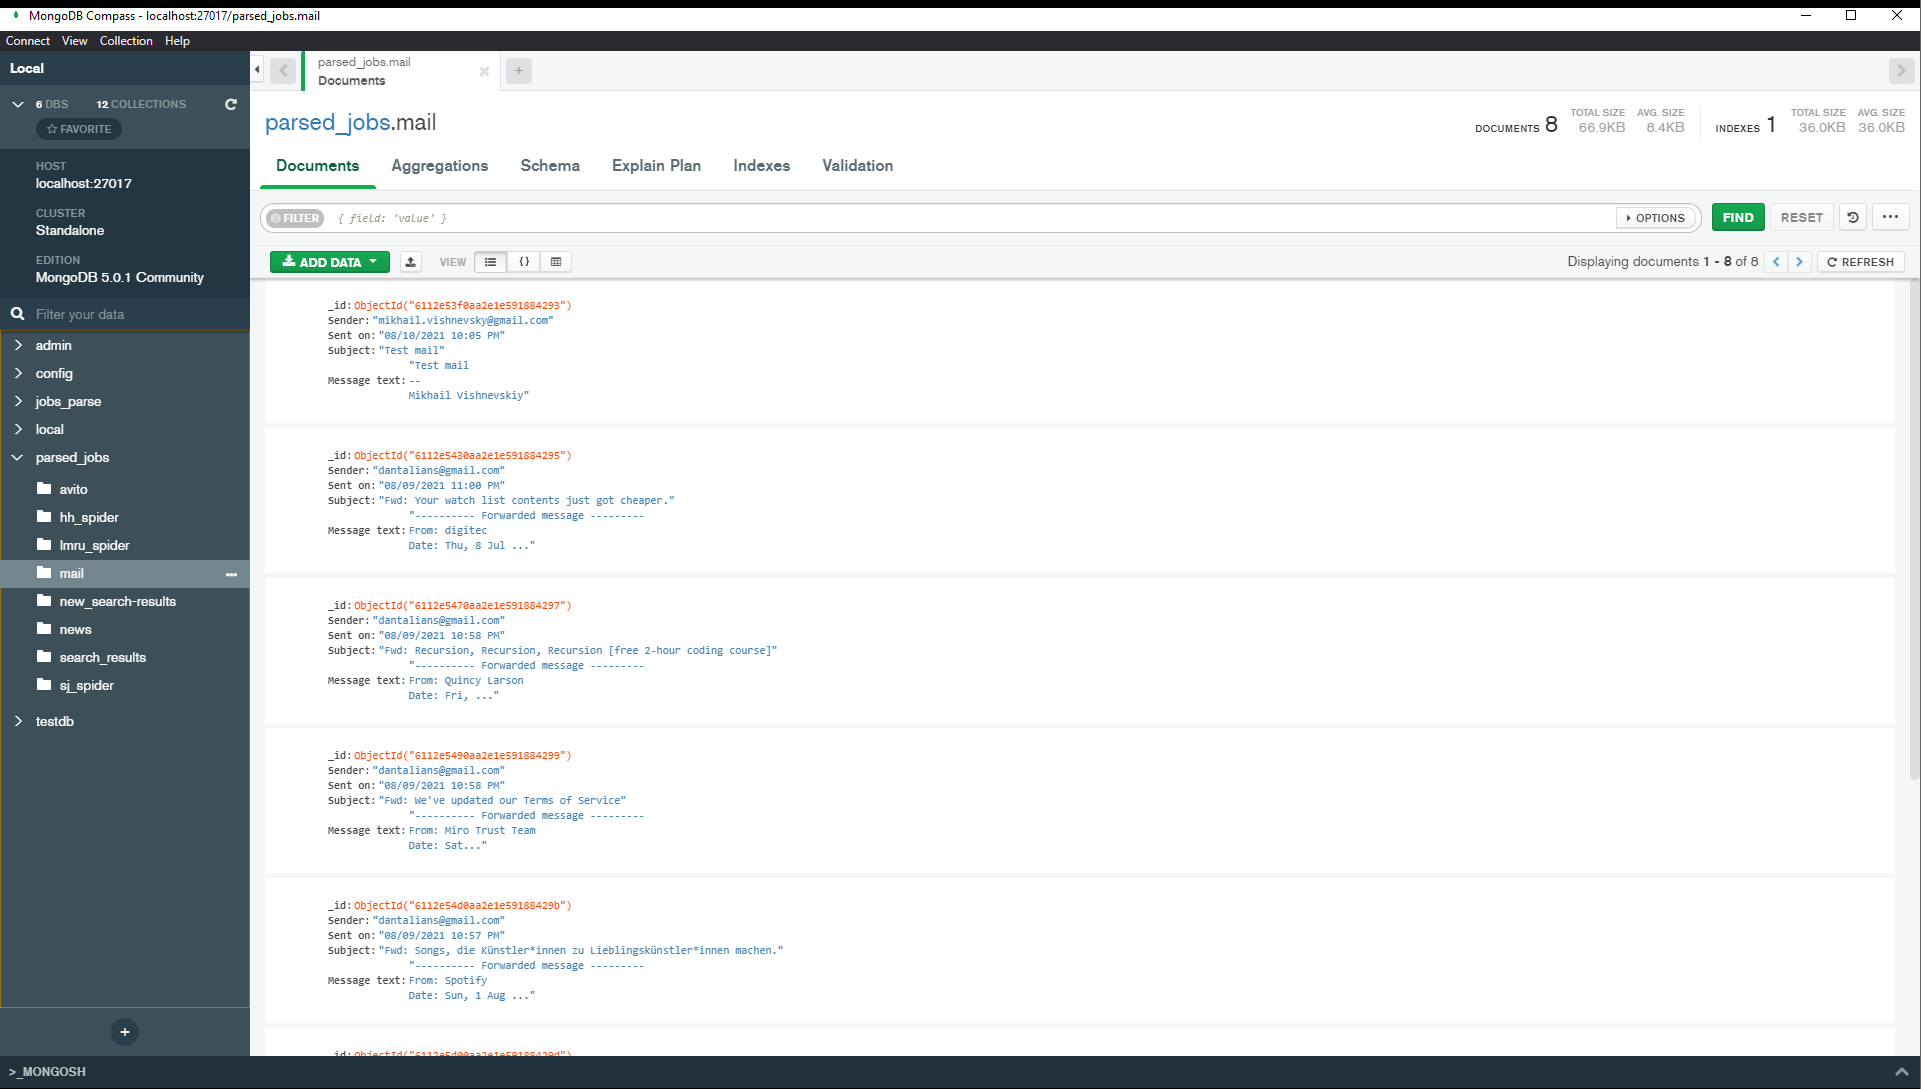 MongoDB Compass - localhost:27017/parsed_jobs.mail
Connect View Collection Help
Local
6 DBS 12 COLLECTIONS
FAVORITE
HOST
localhost:27017
CLUSTER
Standalone
EDITION
MongoDB 5.0.1 Community
Filter your data
admin
config
jobs_parse
local
parsed_jobs
avito
hh_spider
lmru_spider
mail
new_search-results
news
search_results
sj_spider
testdb
parsed_jobs.mail
Documents
parsed_jobs.mail
DOCUMENTS 8 TOTAL SIZE 66.9KB AVG. SIZE 8.4KB INDEXES 1 TOTAL SIZE 36.0KB AVG. SIZE 36.0KB
Documents Aggregations Schema Explain Plan Indexes Validation
FILTER { field: 'value' } OPTIONS FIND RESET
ADD DATA VIEW Displaying documents 1 - 8 of 8 REFRESH
_id: ObjectId("6112e53f0aa2e1e591884293")
Sender: "mikhail.vishnevsky@gmail.com"
Sent on: "08/10/2021 10:05 PM"
Subject: "Test mail"
"Test mail
Message text: --
Mikhail Vishnevskiy"
_id: ObjectId("6112e5430aa2e1e591884295")
Sender: "dantalians@gmail.com"
Sent on: "08/09/2021 11:00 PM"
Subject: "Fwd: Your watch list contents just got cheaper."
"---------- Forwarded message ---------
Message text: From: digitec
Date: Thu, 8 Jul ..."
_id: ObjectId("6112e5470aa2e1e591884297")
Sender: "dantalians@gmail.com"
Sent on: "08/09/2021 10:58 PM"
Subject: "Fwd: Recursion, Recursion, Recursion [free 2-hour coding course]"
"---------- Forwarded message ---------
Message text: From: Quincy Larson
Date: Fri, ..."
_id: ObjectId("6112e5490aa2e1e591884299")
Sender: "dantalians@gmail.com"
Sent on: "08/09/2021 10:58 PM"
Subject: "Fwd: We've updated our Terms of Service"
"---------- Forwarded message ---------
Message text: From: Miro Trust Team
Date: Sat..."
_id: ObjectId("6112e54d0aa2e1e59188429b")
Sender: "dantalians@gmail.com"
Sent on: "08/09/2021 10:57 PM"
Subject: "Fwd: Songs, die Künstler*innen zu Lieblingskünstler*innen machen."
"---------- Forwarded message ---------
Message text: From: Spotify
Date: Sun, 1 Aug ..."
_id: ObjectId("6112e5d00aa2e1e59188429d")
>_MONGOSH